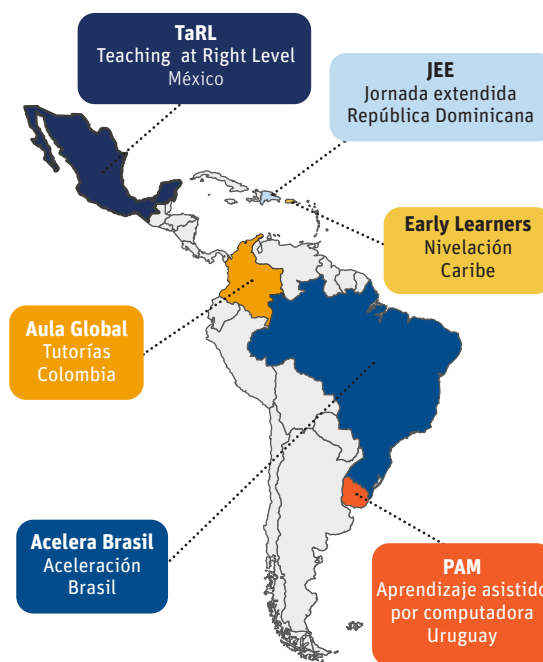 TaRL
Teaching at Right Level
México
JEE
Jornada extendida
República Dominicana
Early Learners
Nivelación
Caribe
Aula Global
Tutorías
Colombia
Acelera Brasil
Aceleración
Brasil
PAM
Aprendizaje asistido
por computadora
Uruguay